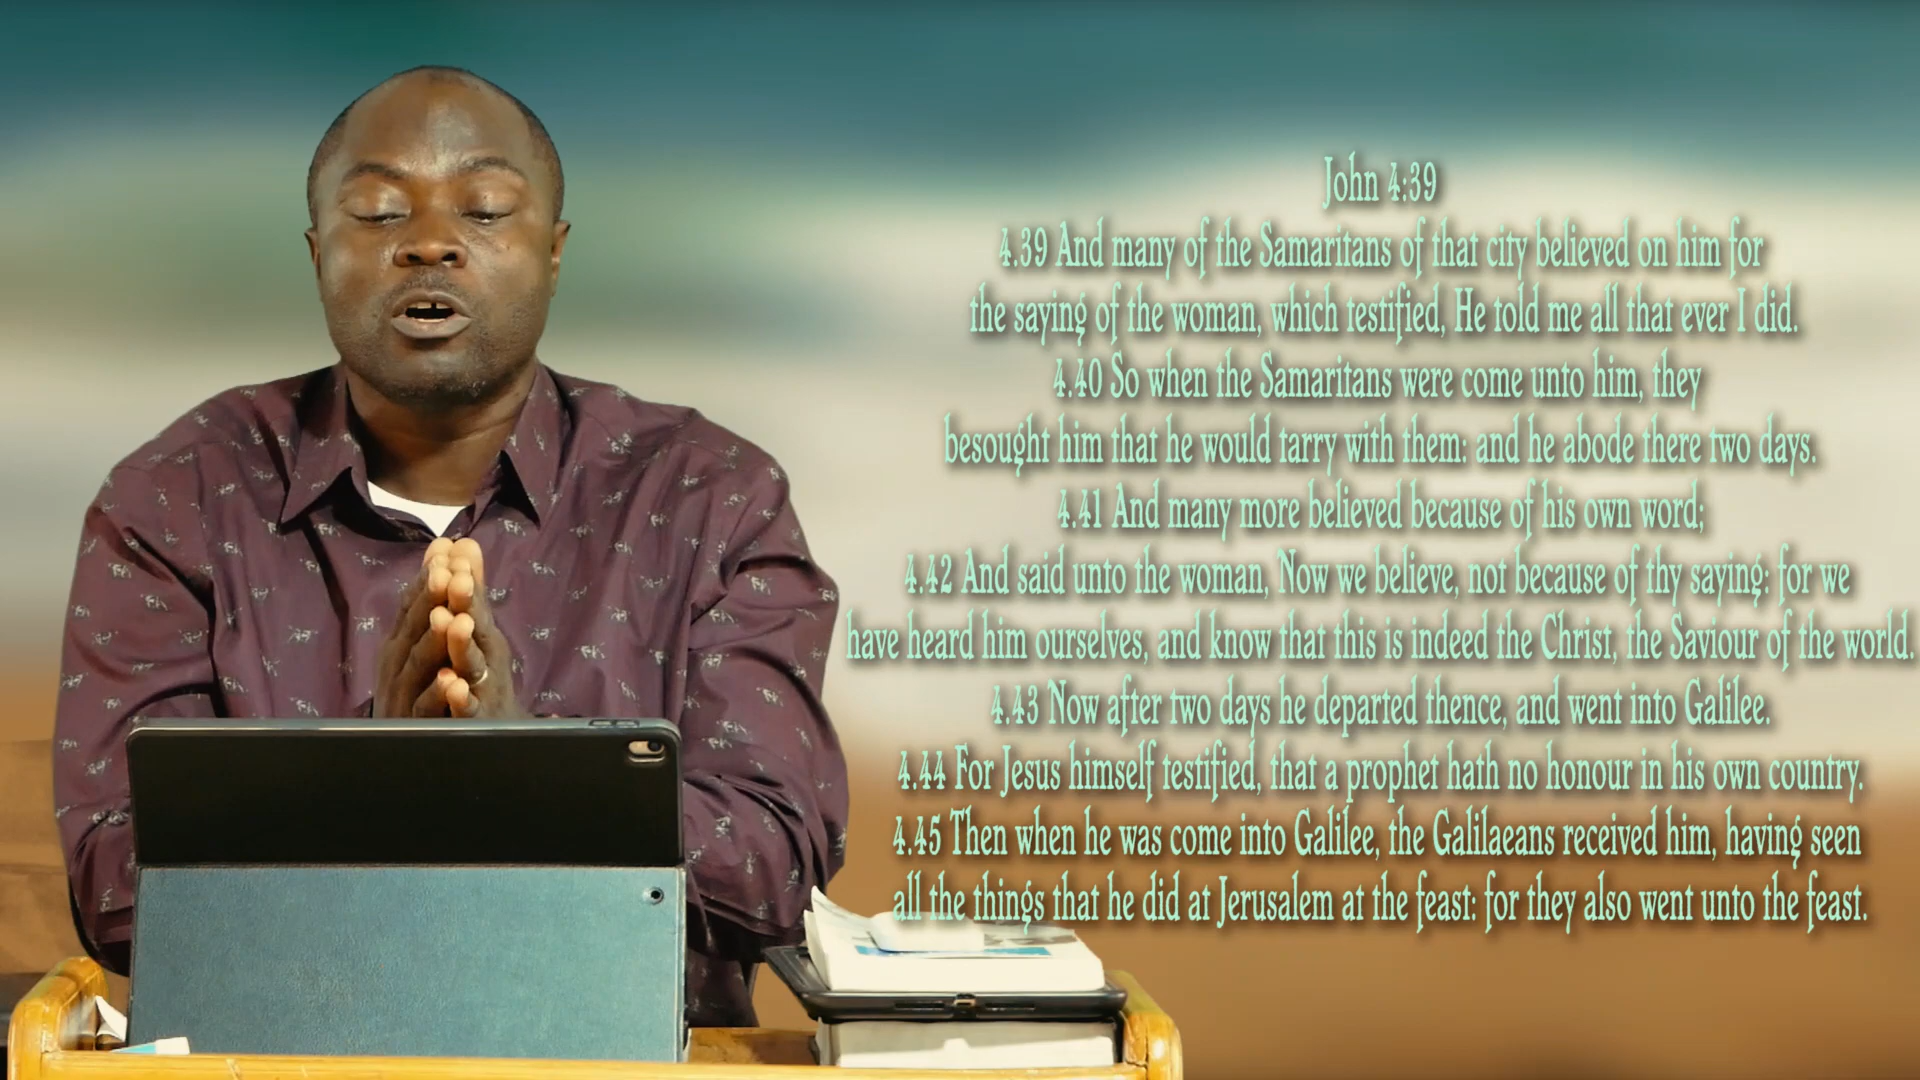 John 4:39
4.39 And many of the Samaritans of that city believed on him for
the saying of the woman, which testified, He told me all that ever I did.
4.40 So when the Samaritans were come unto him, they
besought him that he would tarry with them: and he abode there two days.
4.41 And many more believed because of his own word;
4.42 And said unto the woman, Now we believe, not because of thy saying: for we
have heard him ourselves, and know that this is indeed the Christ, the Saviour of the world.
4.43 Now after two days he departed thence, and went into Galilee.
4.44 For Jesus himself testified, that a prophet hath no honour in his own country.
4.45 Then when he was come into Galilee, the Galilaeans received him, having seen
all the things that he did at Jerusalem at the feast: for they also went unto the feast.